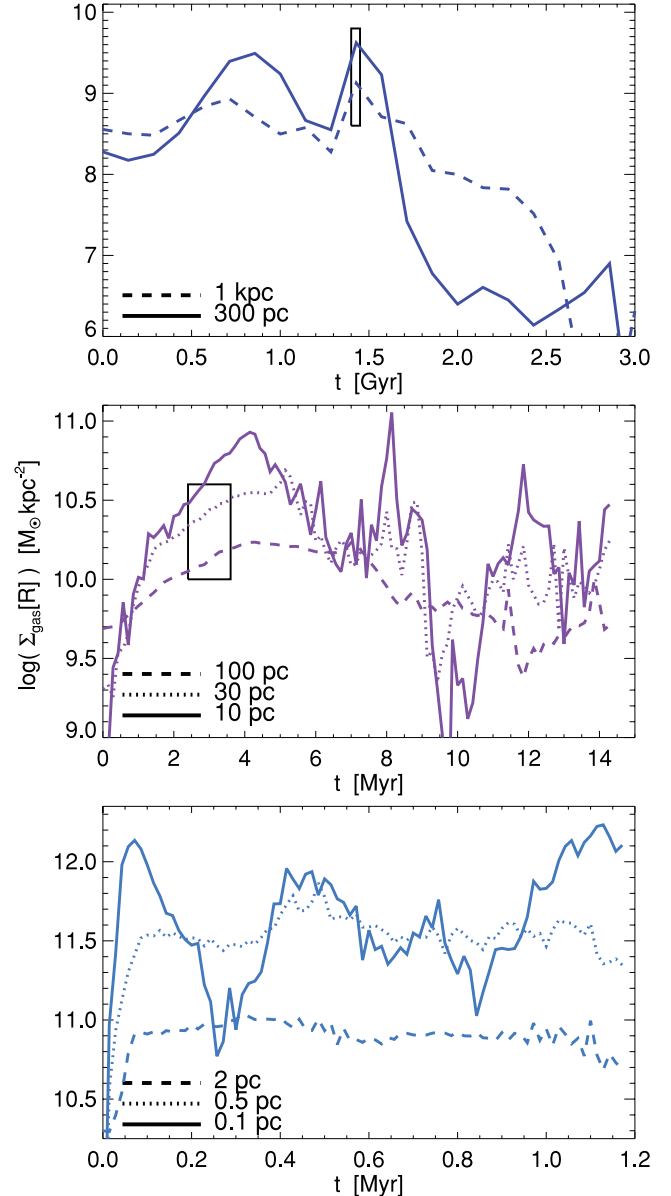 10
9
8
7
6
1 kpc
300 pc
0.0 0.5 1.0 1.5 2.0 2.5 3.0
t [Gyr]
log( Σgas[R] ) [M⊙kpc-2]
11.0
10.5
10.0
9.5
9.0
100 pc
30 pc
10 pc
0 2 4 6 8 10 12 14
t [Myr]
12.0
11.5
11.0
10.5
2 pc
0.5 pc
0.1 pc
0.0 0.2 0.4 0.6 0.8 1.0 1.2
t [Myr]